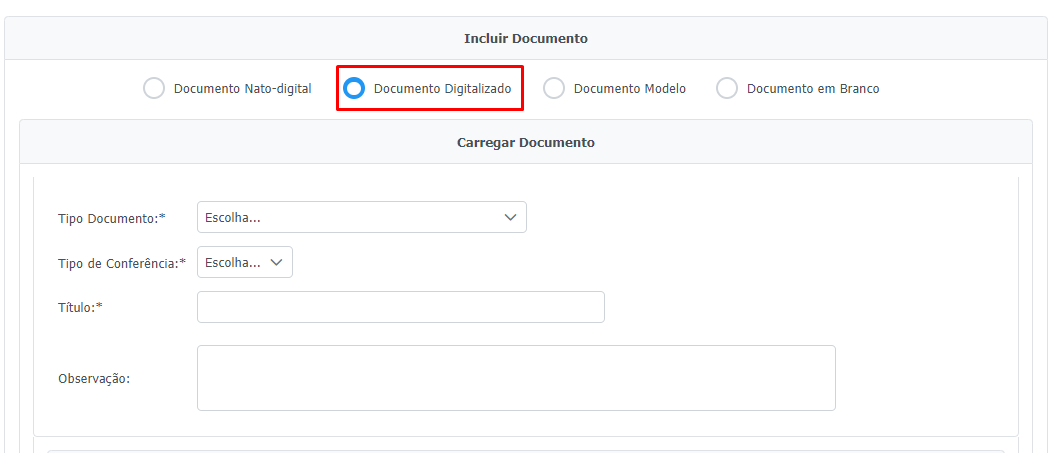 Incluir Documento
Documento Nato-digital Documento Digitalizado Documento Modelo Documento em Branco
Carregar Documento
Tipo Documento:* Escolha...
Tipo de Conferência:* Escolha...
Título:*
Observação: